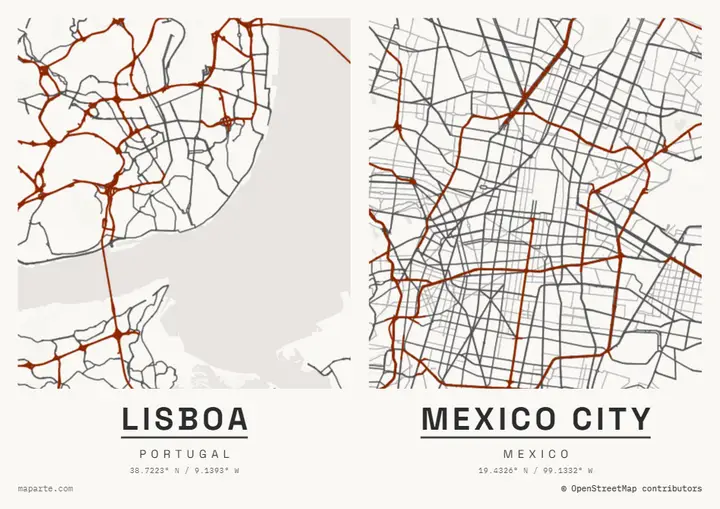 LISBOA
PORTUGAL
38.7223° N / 9.1393° W
MEXICO CITY
MEXICO
19.4326° N / 99.1332° W
maparte.com
© OpenStreetMap contributors